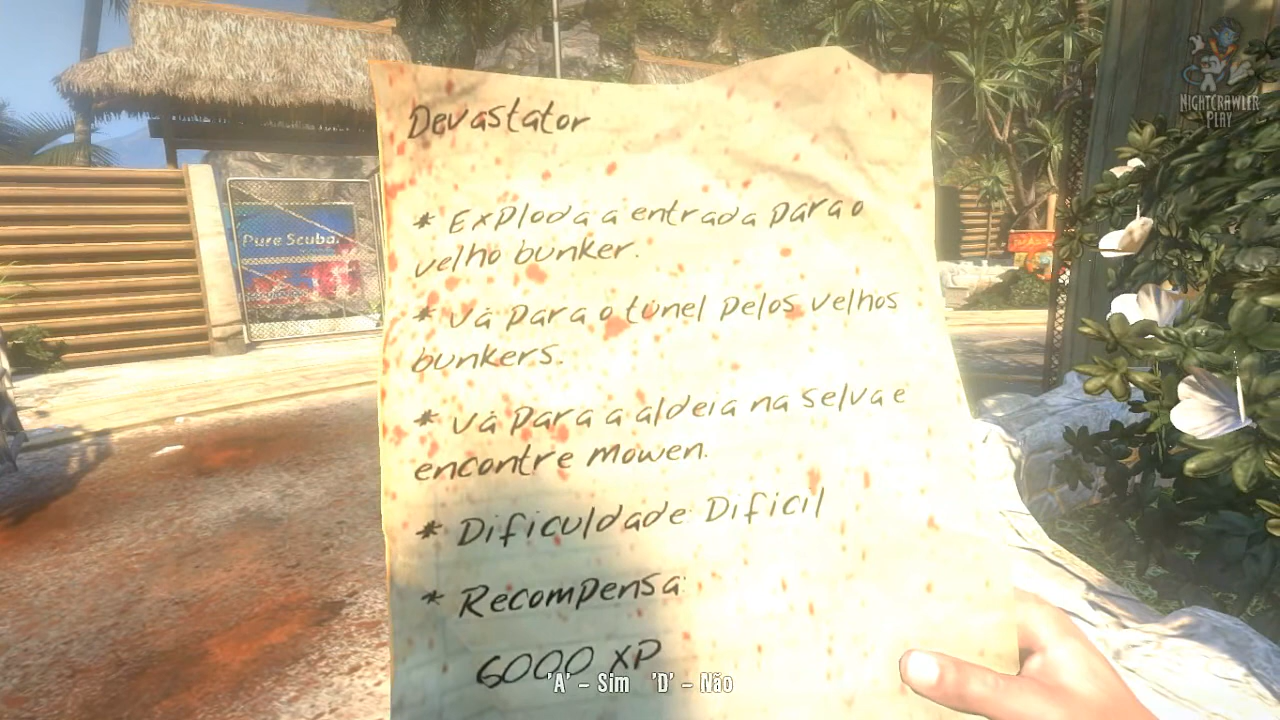 NIGHTCRAWLER
PLAY
Devastator
* Exploda a entrada para o
velho bunker.
Pure Scuba
* Vá para o túnel pelos velhos
bunkers.
* Vá para a aldeia na selva e
encontre mowen.
* Dificuldade: Difícil
* Recompensa:
6000 XP
'A' - Sim 'D' - Não